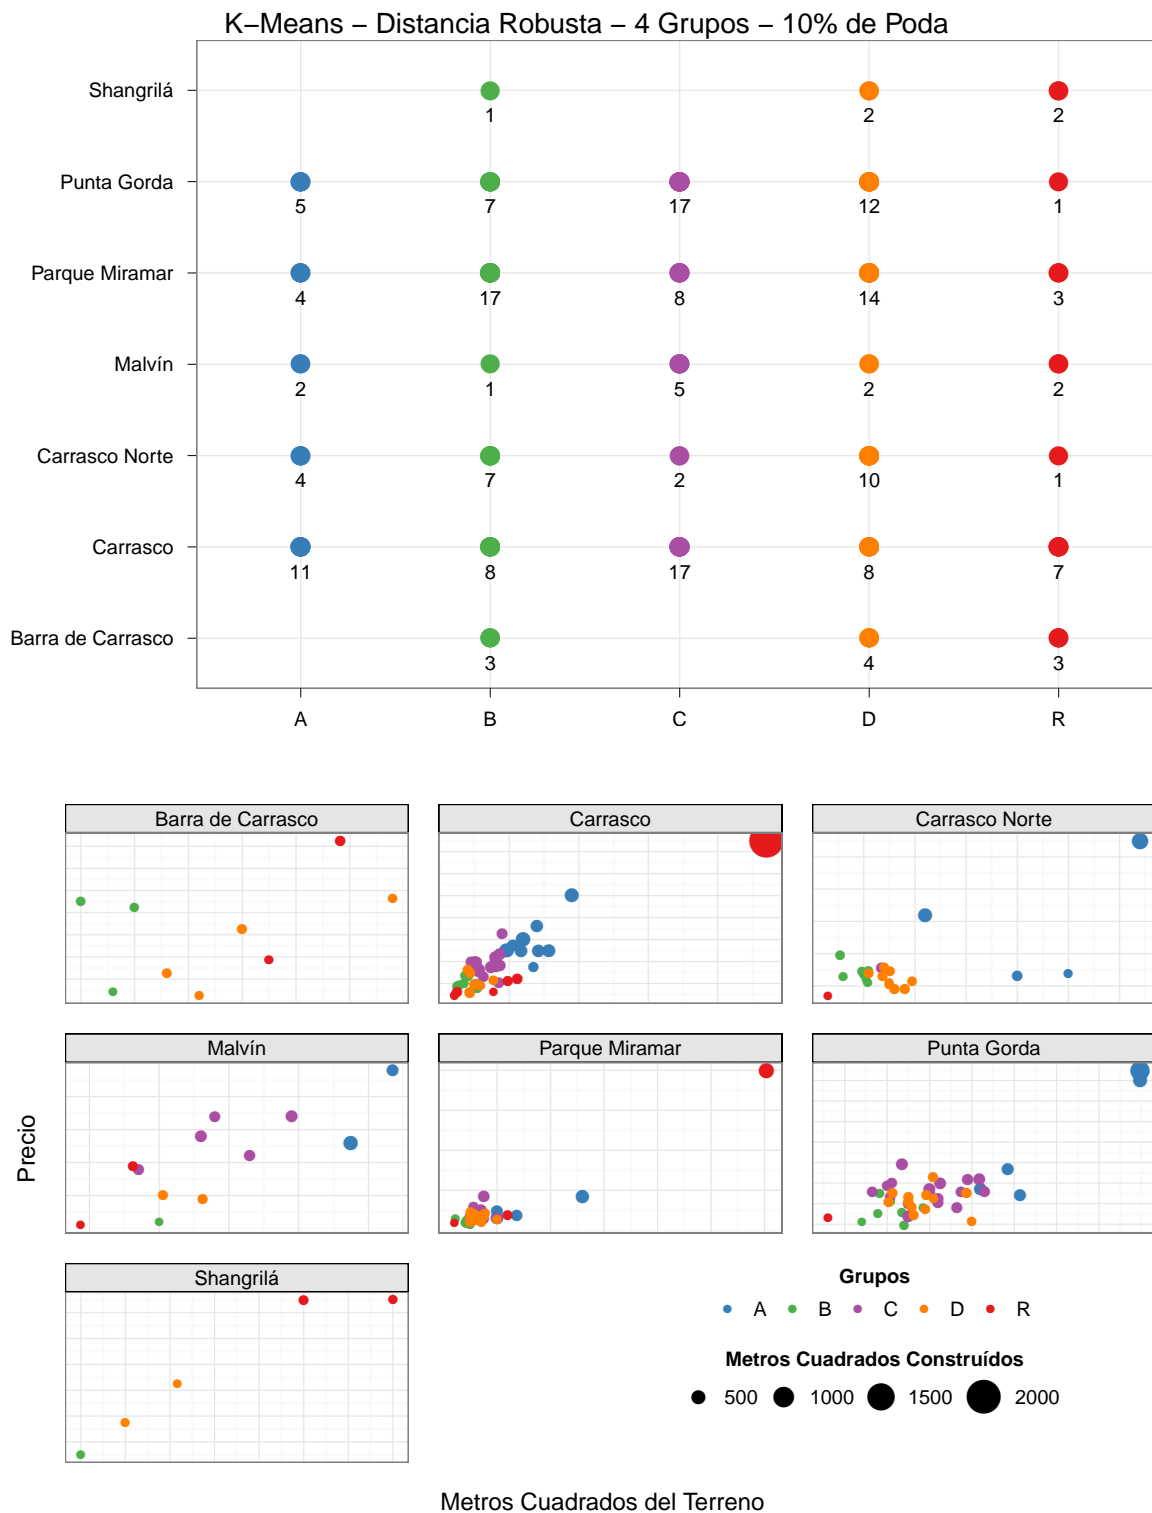 K−Means − Distancia Robusta − 4 Grupos − 10% de Poda
Shangrilá
1 2 2
Punta Gorda
5 7 17 12 1
Parque Miramar
4 17 8 14 3
Malvín
2 1 5 2 2
Carrasco Norte
4 7 2 10 1
Carrasco
11 8 17 8 7
Barra de Carrasco
3 4 3
A B C D R
Barra de Carrasco Carrasco Carrasco Norte
Malvín Parque Miramar Punta Gorda
Precio
Shangrilá
Grupos
A B C D R
Metros Cuadrados Construídos
500 1000 1500 2000
Metros Cuadrados del Terreno